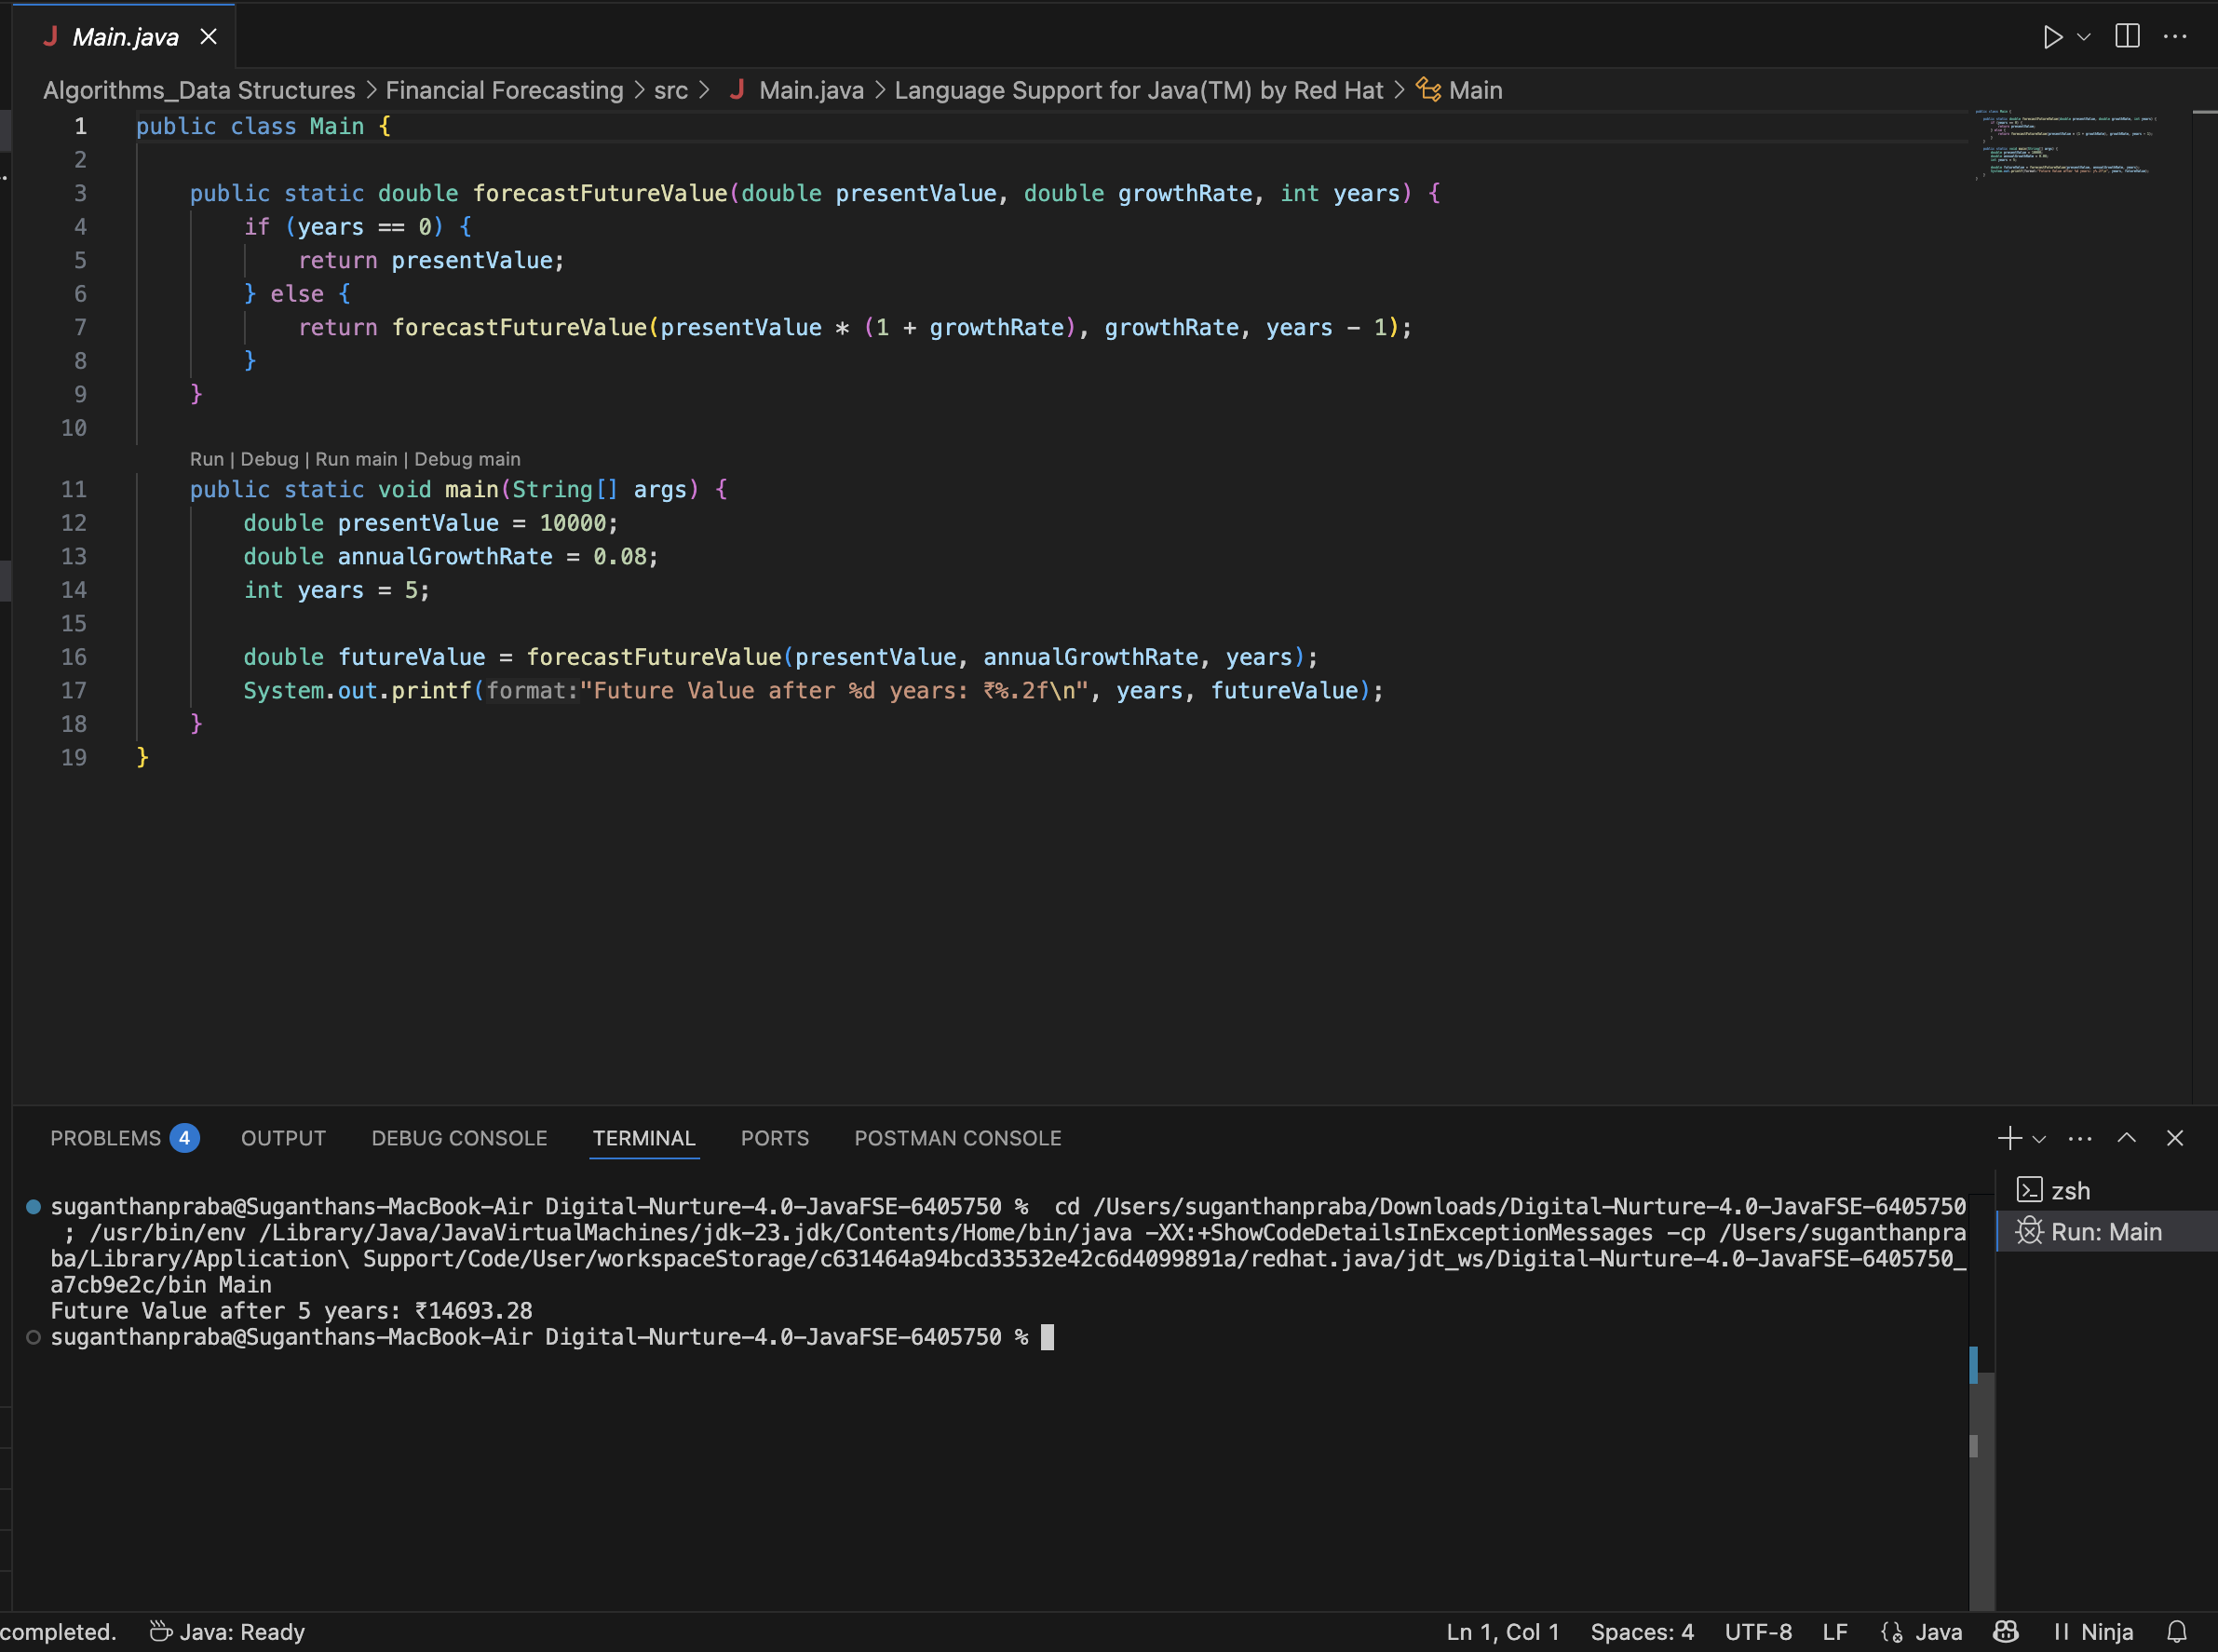 Main.java
Algorithms_Data Structures > Financial Forecasting > src > Main.java > Language Support for Java(TM) by Red Hat > Main
1 public class Main {
2
3 public static double forecastFutureValue(double presentValue, double growthRate, int years) {
4 if (years == 0) {
5 return presentValue;
6 } else {
7 return forecastFutureValue(presentValue * (1 + growthRate), growthRate, years - 1);
8 }
9 }
10
Run | Debug | Run main | Debug main
11 public static void main(String[] args) {
12 double presentValue = 10000;
13 double annualGrowthRate = 0.08;
14 int years = 5;
15
16 double futureValue = forecastFutureValue(presentValue, annualGrowthRate, years);
17 System.out.printf(format:"Future Value after %d years: ₹%.2f\n", years, futureValue);
18 }
19 }
PROBLEMS 4 OUTPUT DEBUG CONSOLE TERMINAL PORTS POSTMAN CONSOLE
suganthanpraba@Suganthans-MacBook-Air Digital-Nurture-4.0-JavaFSE-6405750 % cd /Users/suganthanpraba/Downloads/Digital-Nurture-4.0-JavaFSE-6405750
; /usr/bin/env /Library/Java/JavaVirtualMachines/jdk-23.jdk/Contents/Home/bin/java -XX:+ShowCodeDetailsInExceptionMessages -cp /Users/suganthanpra
ba/Library/Application\ Support/Code/User/workspaceStorage/c631464a94bcd33532e42c6d4099891a/redhat.java/jdt_ws/Digital-Nurture-4.0-JavaFSE-6405750_
a7cb9e2c/bin Main
Future Value after 5 years: ₹14693.28
suganthanpraba@Suganthans-MacBook-Air Digital-Nurture-4.0-JavaFSE-6405750 %
zsh
Run: Main
completed. Java: Ready Ln 1, Col 1 Spaces: 4 UTF-8 LF Java Ninja